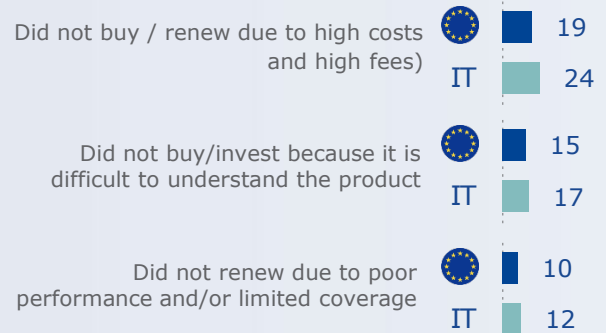 Did not buy / renew due to high costs
and high fees)
19
IT 24
Did not buy/invest because it is
difficult to understand the product
15
IT 17
Did not renew due to poor
performance and/or limited coverage
10
IT 12